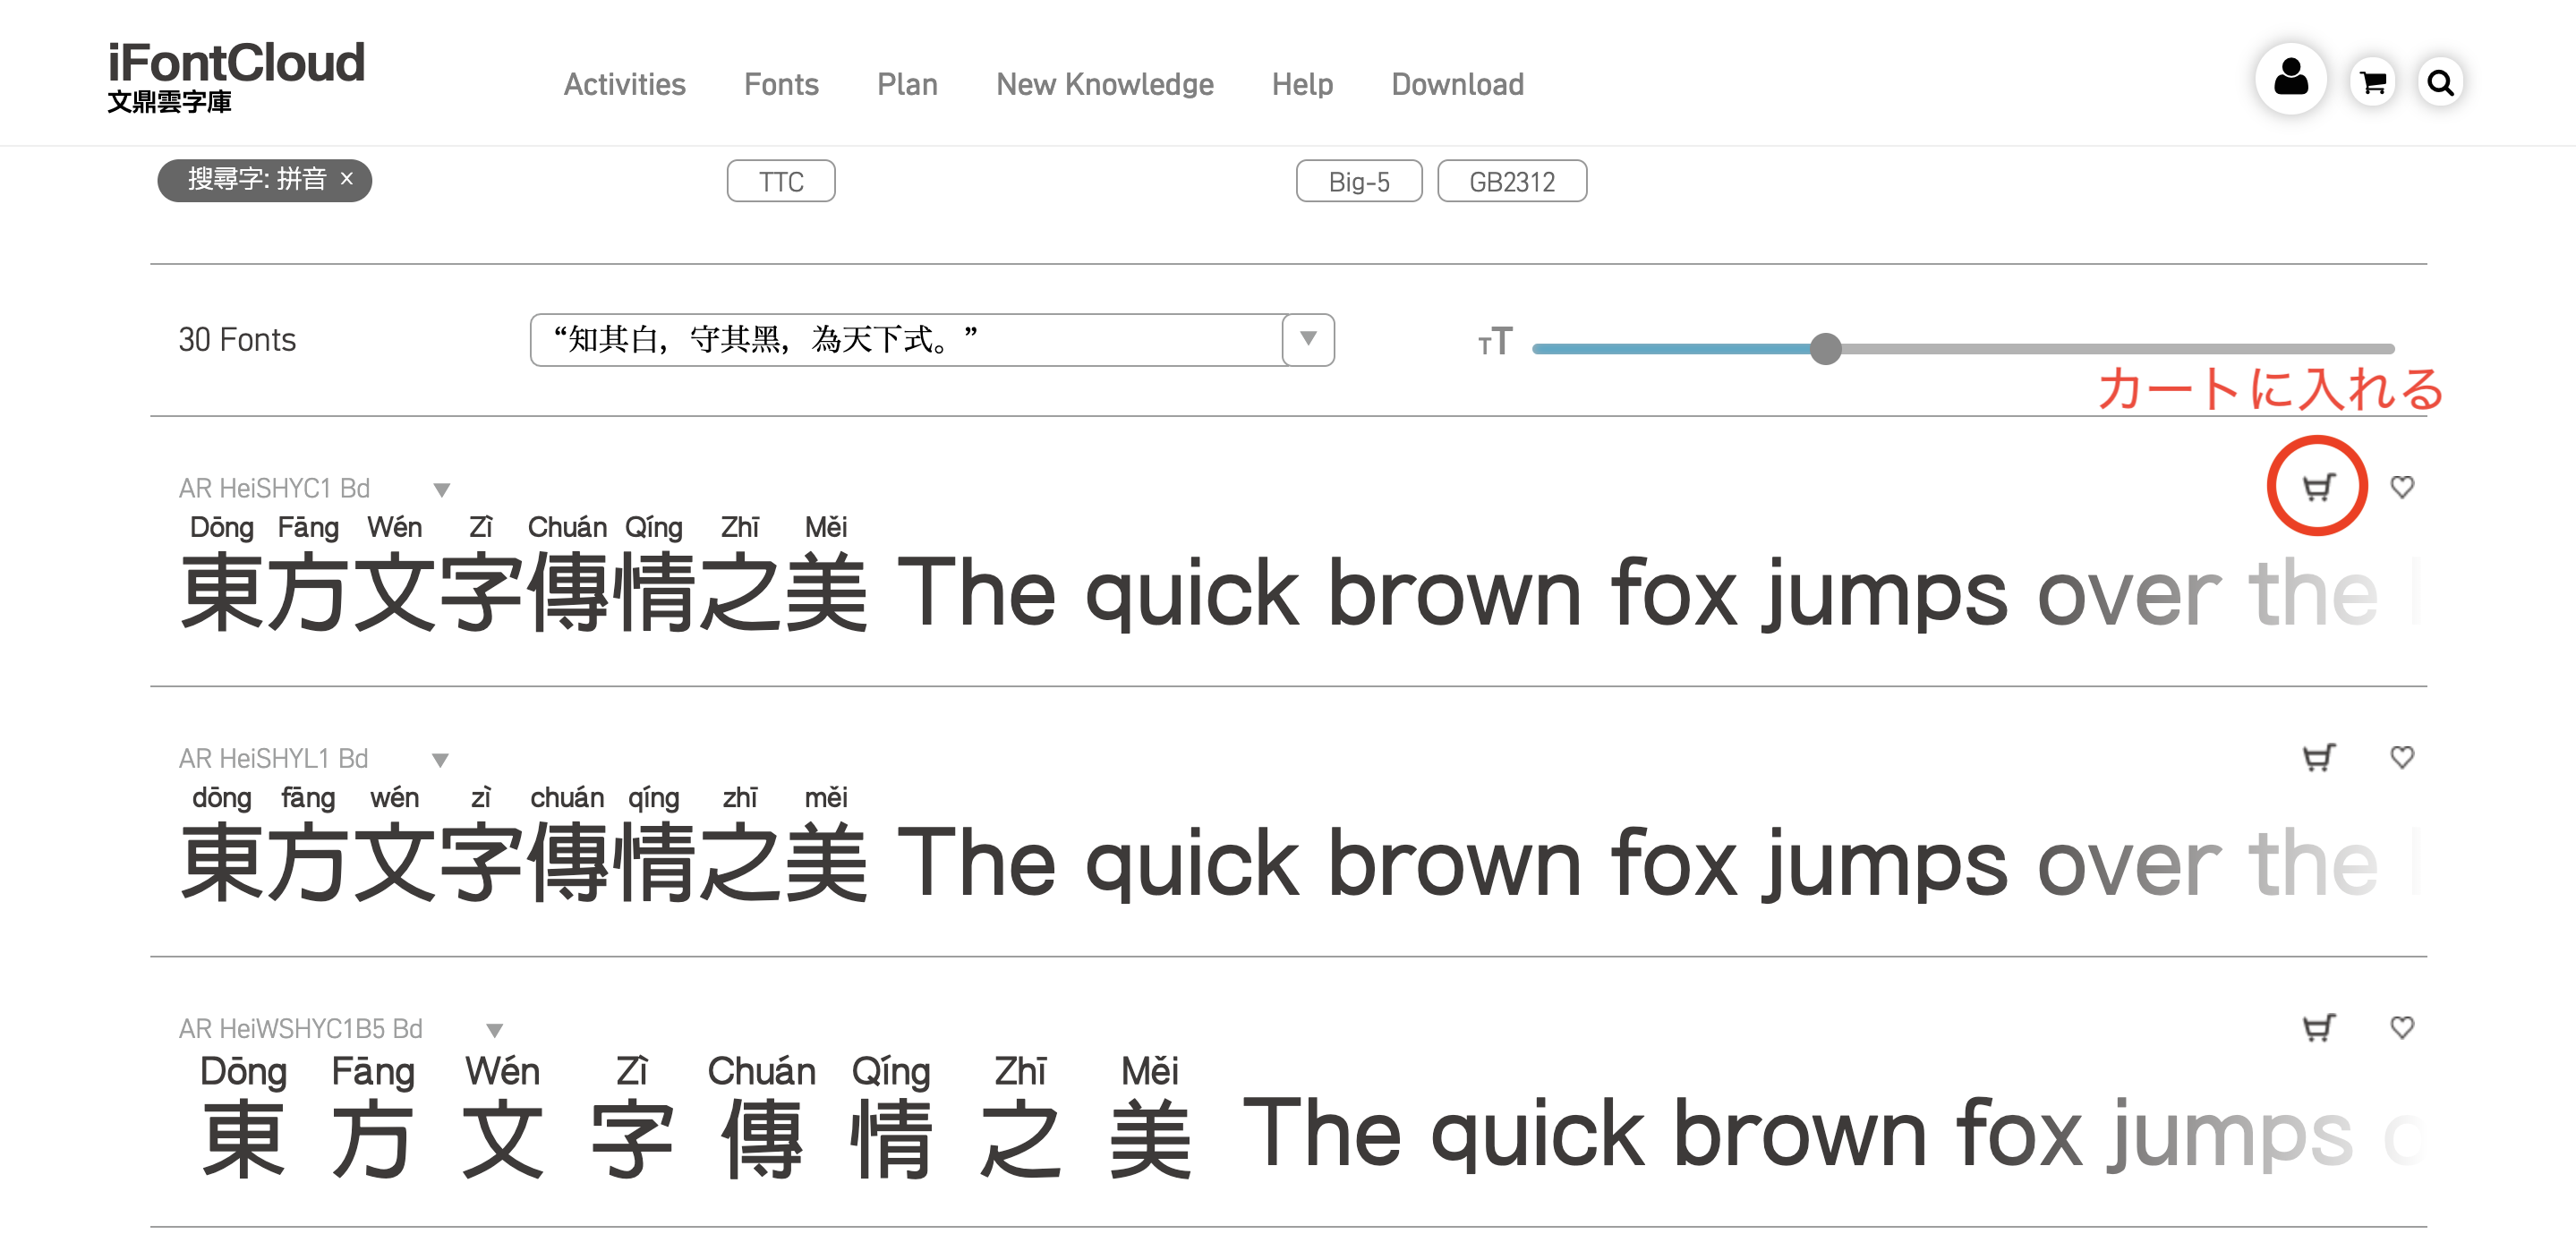 iFontCloud
文鼎雲字庫
Activities Fonts Plan New Knowledge Help Download
搜尋字: 拼音 × TTC Big-5 GB2312
30 Fonts “知其白，守其黑，為天下式。” TT
カートに入れる
AR HeiSHYC1 Bd
Dōng Fāng Wén Zì Chuán Qíng Zhī Měi
東方文字傳情之美 The quick brown fox jumps over the
AR HeiSHYL1 Bd
dōng fāng wén zì chuán qíng zhī měi
東方文字傳情之美 The quick brown fox jumps over the
AR HeiWSHYC1B5 Bd
Dōng Fāng Wén Zì Chuán Qíng Zhī Měi
東方文字傳情之美 The quick brown fox jumps